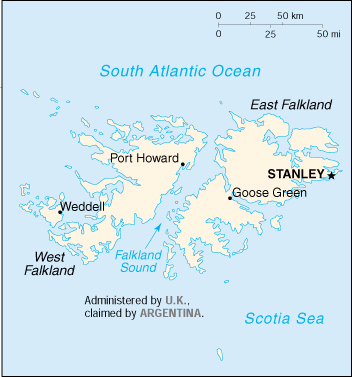 0 25 50 km
0 25 50 mi
South Atlantic Ocean
East Falkland
Port Howard
STANLEY
Goose Green
Weddell
West
Falkland
Falkland
Sound
Administered by U.K.,
claimed by ARGENTINA.
Scotia Sea